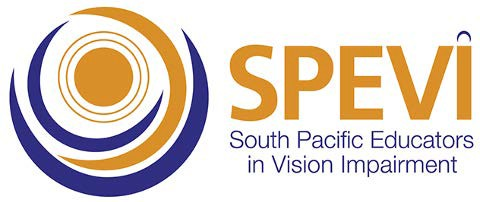 SPEVI
South Pacific Educators
in Vision Impairment